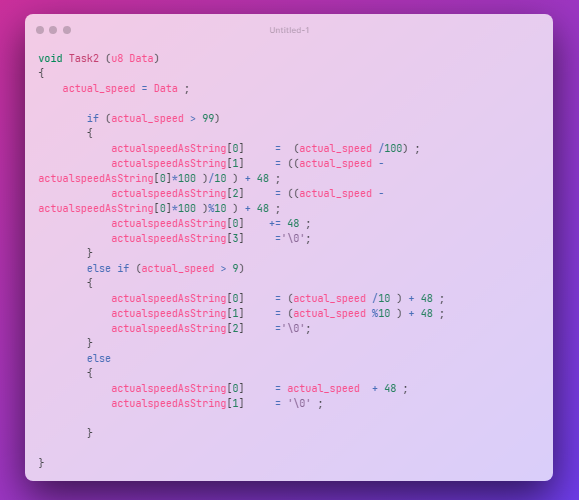 Untitled-1
void Task2 (u8 Data)
{
    actual_speed = Data ;

        if (actual_speed > 99)
        {
            actualspeedAsString[0]     =  (actual_speed /100) ;
            actualspeedAsString[1]     = ((actual_speed -
actualspeedAsString[0]*100 )/10 ) + 48 ;
            actualspeedAsString[2]     = ((actual_speed -
actualspeedAsString[0]*100 )%10 ) + 48 ;
            actualspeedAsString[0]    += 48 ;
            actualspeedAsString[3]     ='\0';
        }
        else if (actual_speed > 9)
        {
            actualspeedAsString[0]     = (actual_speed /10 ) + 48 ;
            actualspeedAsString[1]     = (actual_speed %10 ) + 48 ;
            actualspeedAsString[2]     ='\0';
        }
        else
        {
            actualspeedAsString[0]     = actual_speed  + 48 ;
            actualspeedAsString[1]     = '\0' ;

        }

}